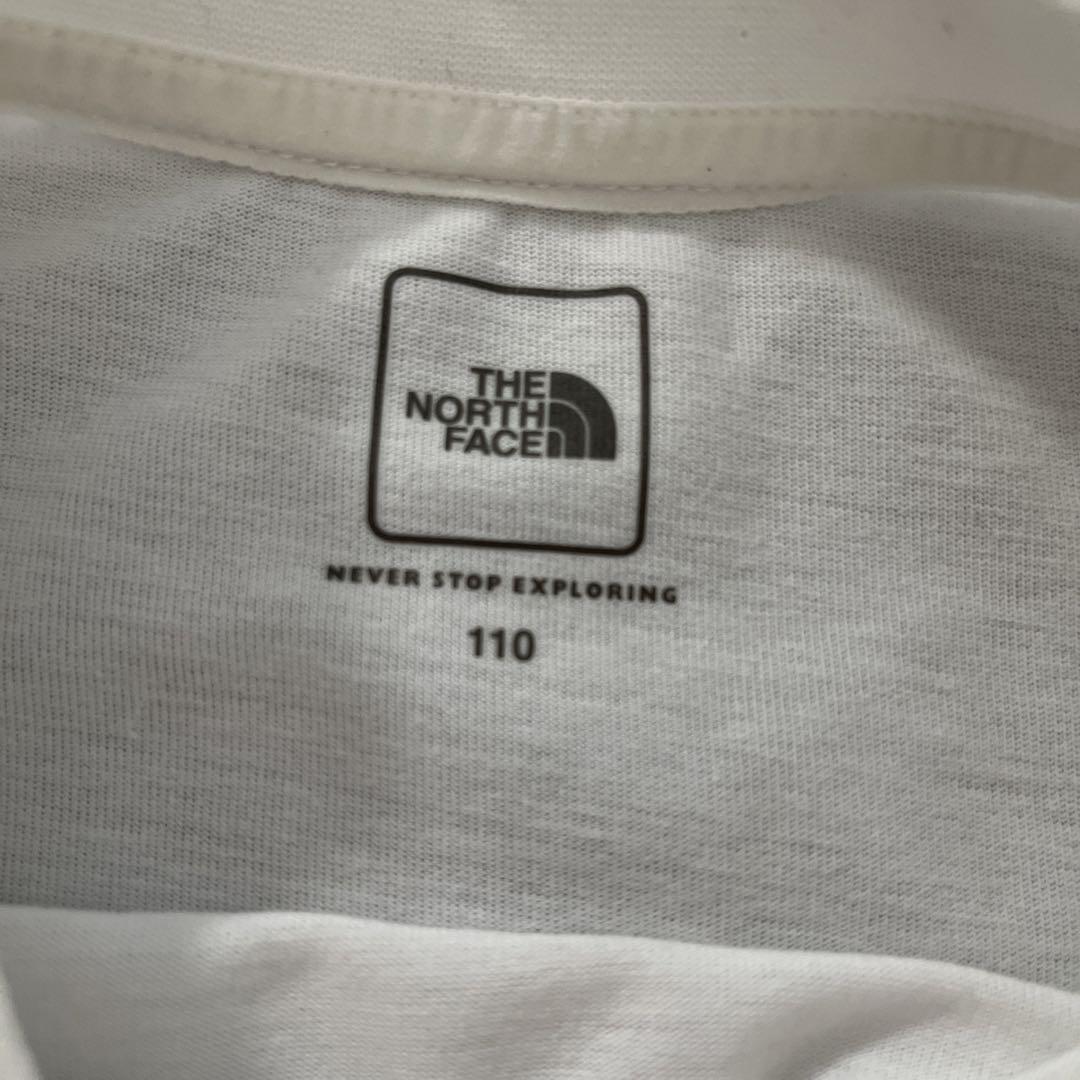 THE
NORTH
FACE
NEVER STOP EXPLORING
110